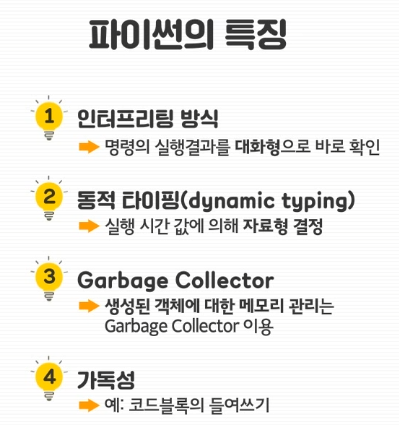 파이썬의 특징
1 인터프리팅 방식
명령의 실행결과를 대화형으로 바로 확인
2 동적 타이핑(dynamic typing)
실행 시간 값에 의해 자료형 결정
3 Garbage Collector
생성된 객체에 대한 메모리 관리는
Garbage Collector 이용
4 가독성
예: 코드블록의 들여쓰기